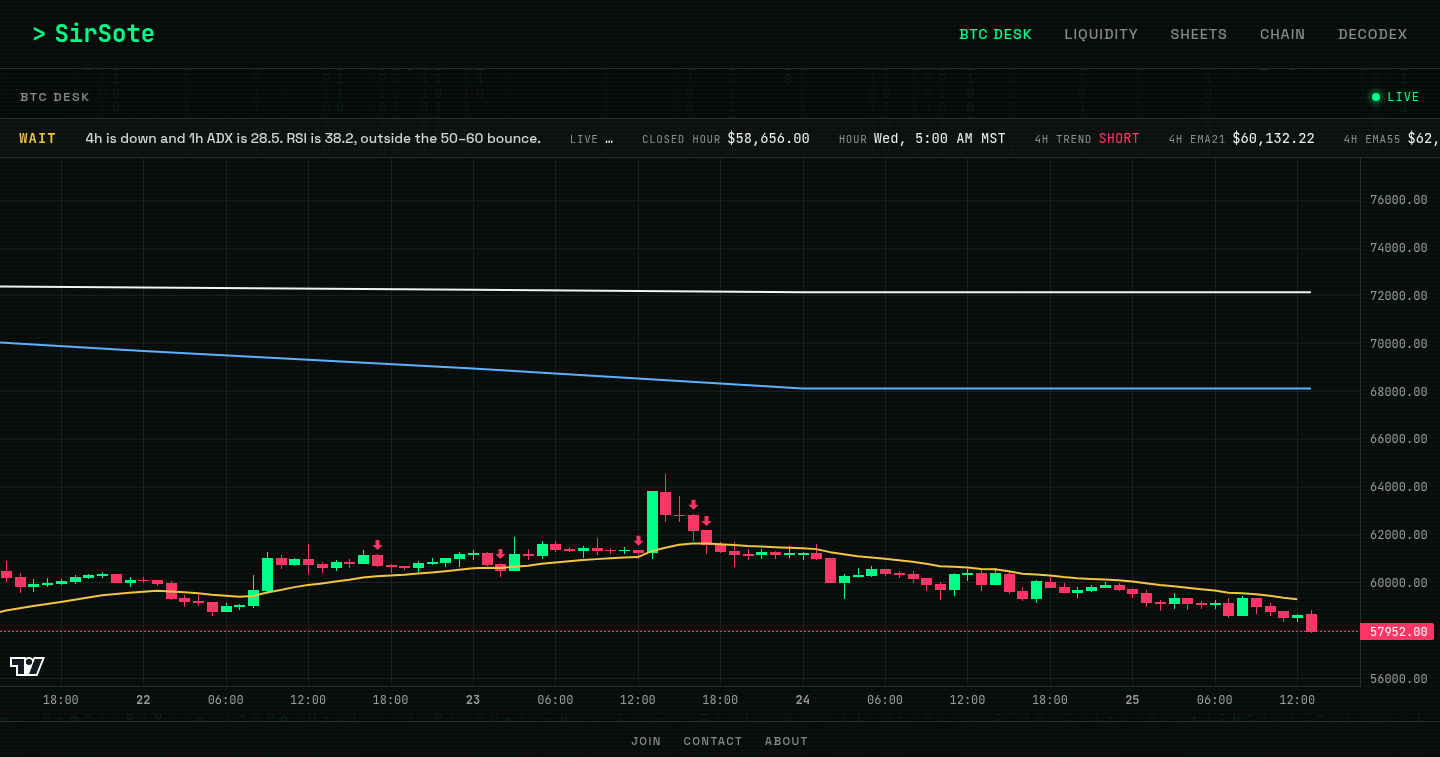 > SirSote
BTC DESK LIQUIDITY SHEETS CHAIN DECODEX
BTC DESK
LIVE
WAIT 4h is down and 1h ADX is 28.5. RSI is 38.2, outside the 50–60 bounce. LIVE … CLOSED HOUR $58,656.00 HOUR Wed, 5:00 AM MST 4H TREND SHORT 4H EMA21 $60,132.22 4H EMA55 $62,
76000.00
74000.00
72000.00
70000.00
68000.00
66000.00
64000.00
62000.00
60000.00
57952.00
56000.00
18:00 22 06:00 12:00 18:00 23 06:00 12:00 18:00 24 06:00 12:00 18:00 25 06:00 12:00
JOIN CONTACT ABOUT